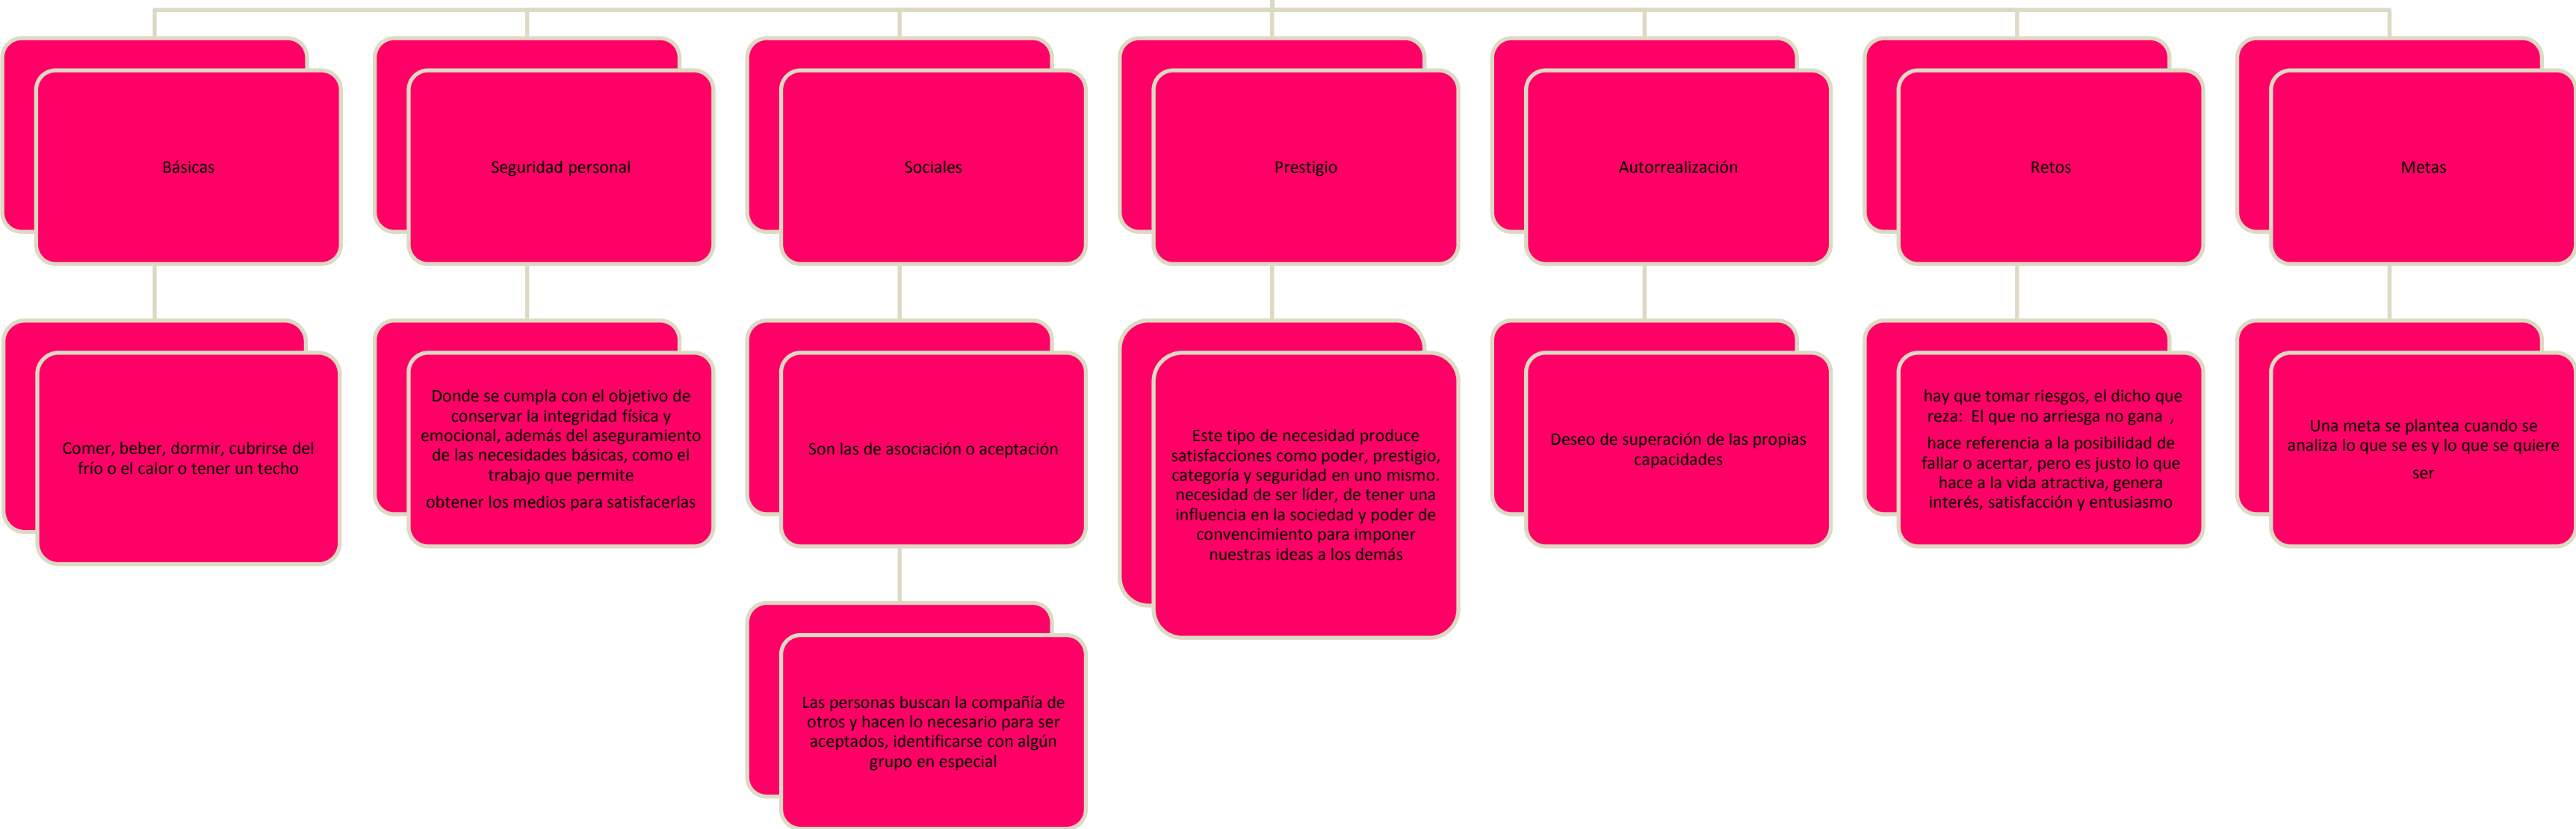 Básicas
Seguridad personal
Sociales
Prestigio
Autorrealización
Retos
Metas
Comer, beber, dormir, cubrirse del
frío o el calor o tener un techo
Donde se cumpla con el objetivo de
conservar la integridad física y
emocional, además del aseguramiento
de las necesidades básicas, como el
trabajo que permite
obtener los medios para satisfacerlas
Son las de asociación o aceptación
Este tipo de necesidad produce
satisfacciones como poder, prestigio,
categoría y seguridad en uno mismo.
necesidad de ser líder, de tener una
influencia en la sociedad y poder de
convencimiento para imponer
nuestras ideas a los demás
Deseo de superación de las propias
capacidades
hay que tomar riesgos, el dicho que
reza: El que no arriesga no gana ,
hace referencia a la posibilidad de
fallar o acertar, pero es justo lo que
hace a la vida atractiva, genera
interés, satisfacción y entusiasmo
Una meta se plantea cuando se
analiza lo que se es y lo que se quiere
ser
Las personas buscan la compañía de
otros y hacen lo necesario para ser
aceptados, identificarse con algún
grupo en especial